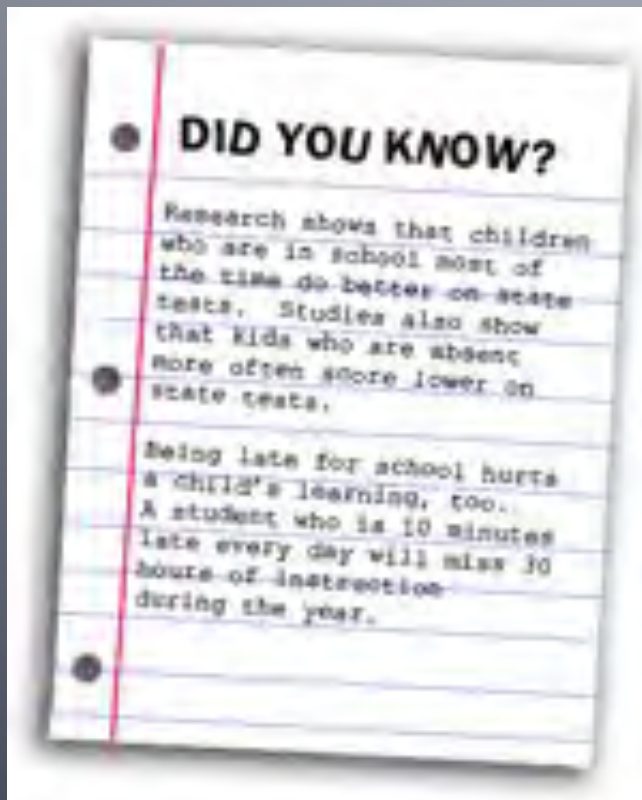 DID YOU KNOW?
Research shows that children
who are in school most of
the time do better on state
tests. Studies also show
that kids who are absent
more often score lower on
state tests.
Being late for school hurts
a child's learning, too.
A student who is 10 minutes
late every day will miss 30
hours of instruction
during the year.